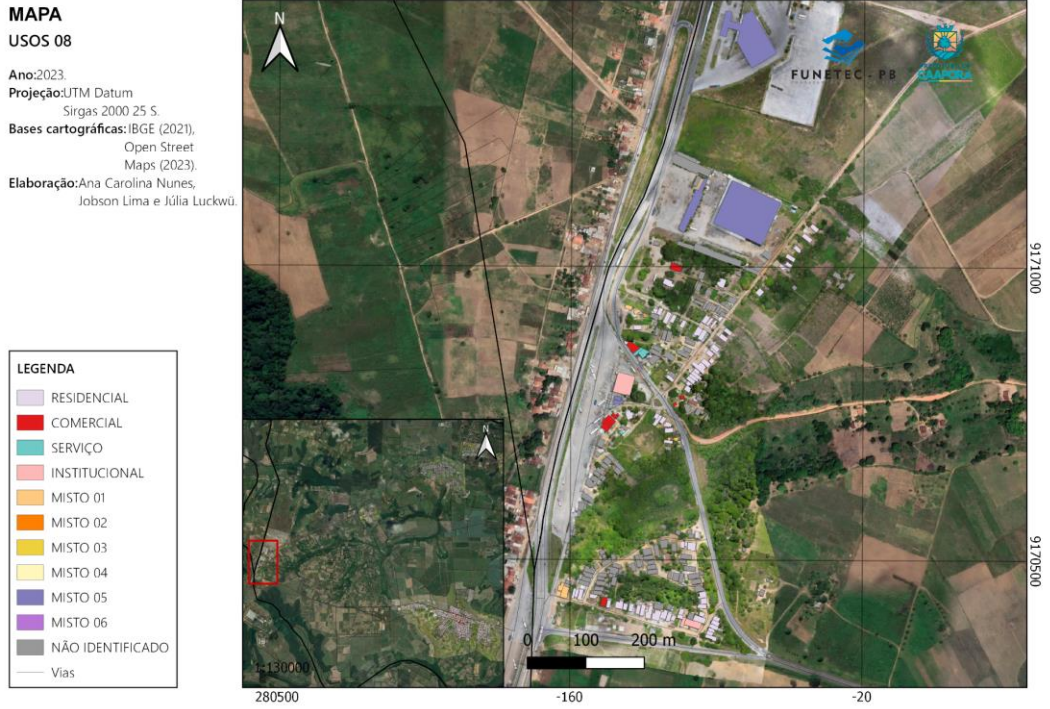 MAPA
USOS 08
Ano:2023.
Projeção:UTM Datum
Sirgas 2000 25 S.
Bases cartográficas:IBGE (2021),
Open Street
Maps (2023).
Elaboração:Ana Carolina Nunes,
Jobson Lima e Júlia Luckwü.
LEGENDA
RESIDENCIAL
COMERCIAL
SERVIÇO
INSTITUCIONAL
MISTO 01
MISTO 02
MISTO 03
MISTO 04
MISTO 05
MISTO 06
NÃO IDENTIFICADO
Vias
N
FUNETEC - PB
CAAPORÃ
9171000
9170500
N
1:130000
0 100 200 m
280500
-160
-20